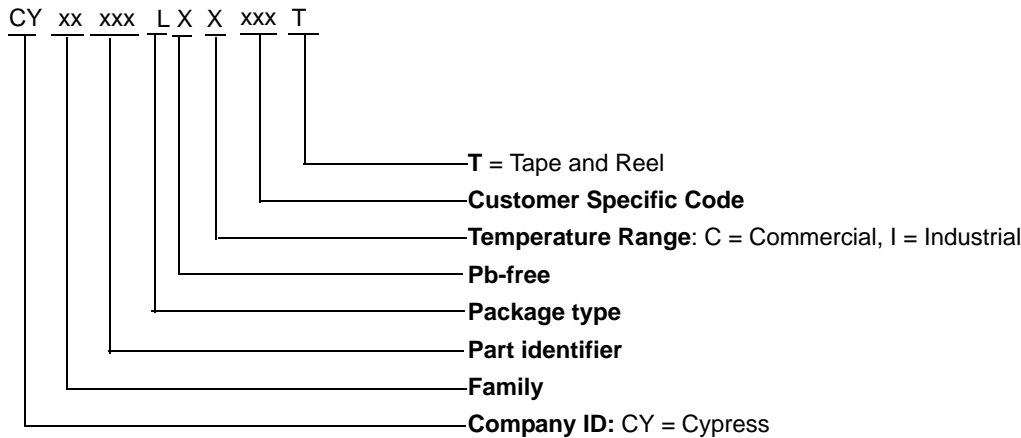 CY xx xxx L X X xxx T
T = Tape and Reel
Customer Specific Code
Temperature Range: C = Commercial, I = Industrial
Pb-free
Package type
Part identifier
Family
Company ID: CY = Cypress